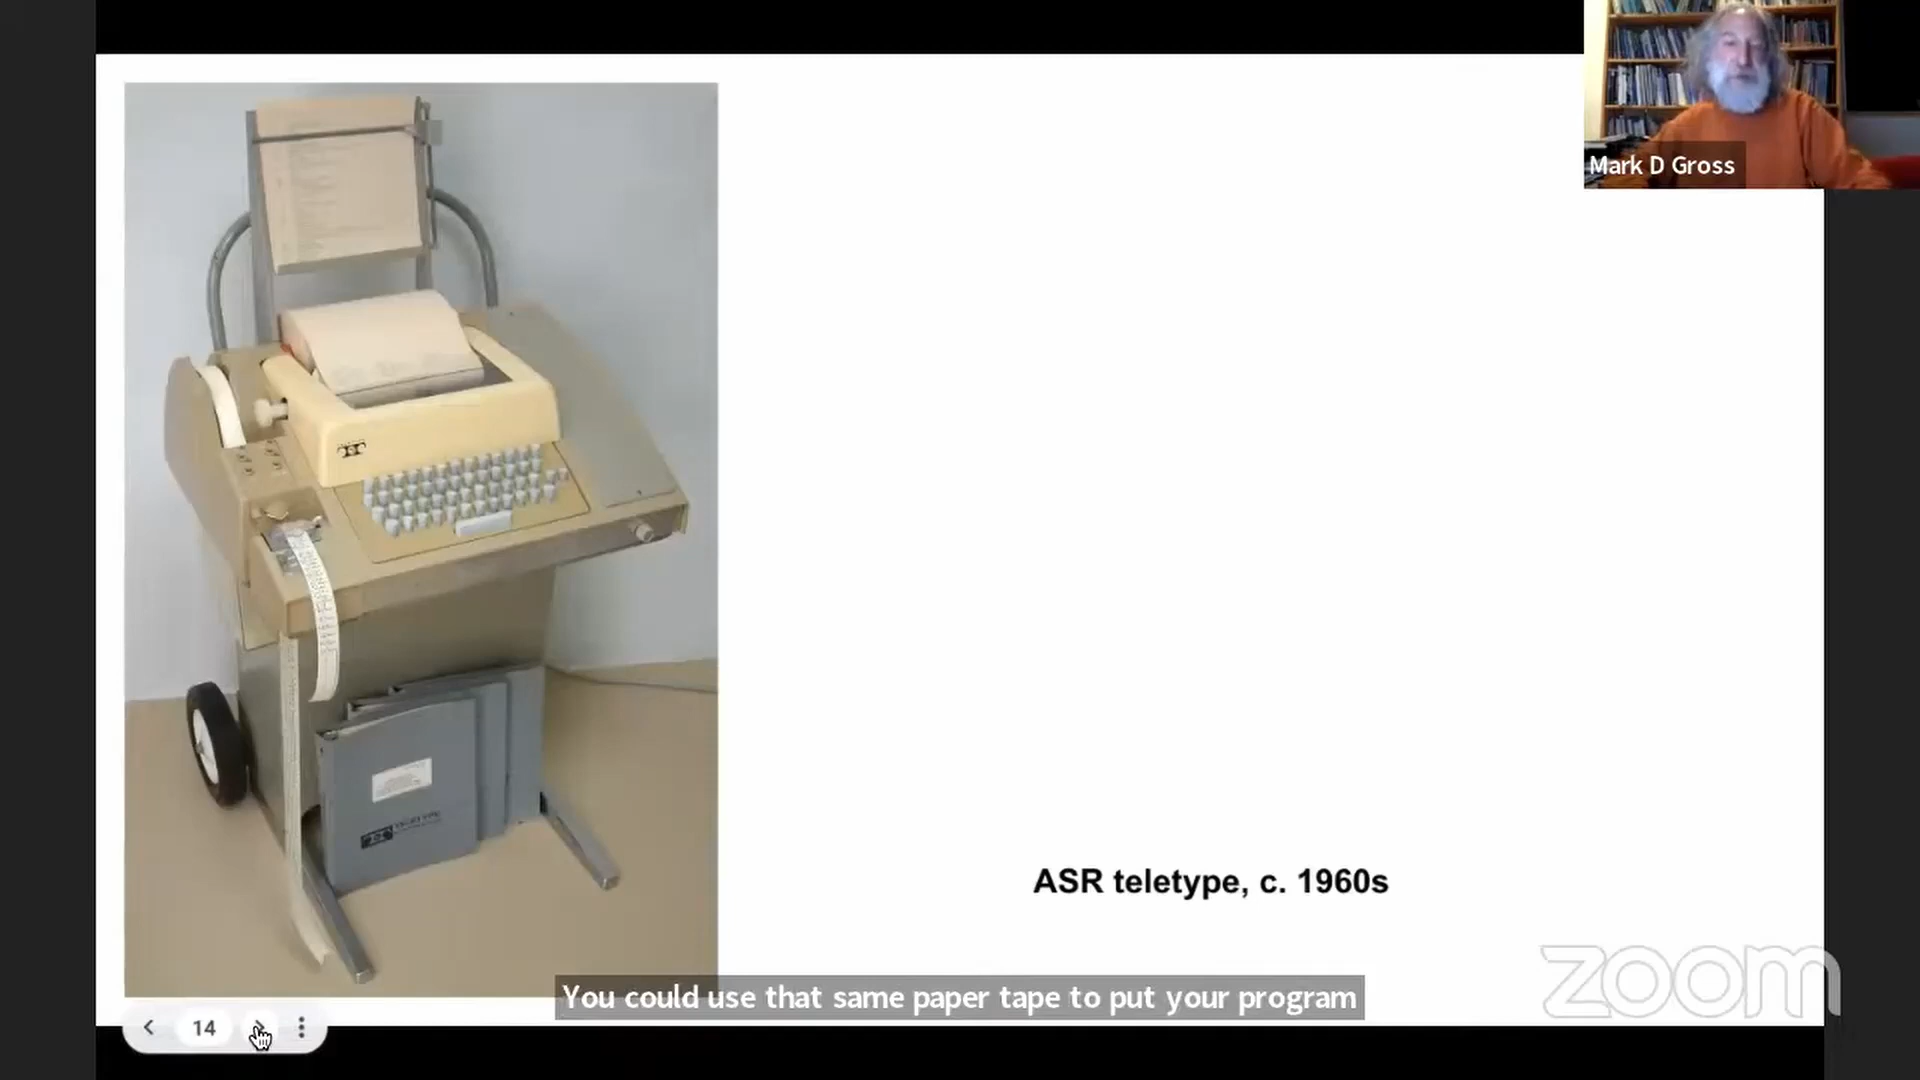 Mark D Gross
ASR teletype, c. 1960s
You could use that same paper tape to put your program
zoom
14